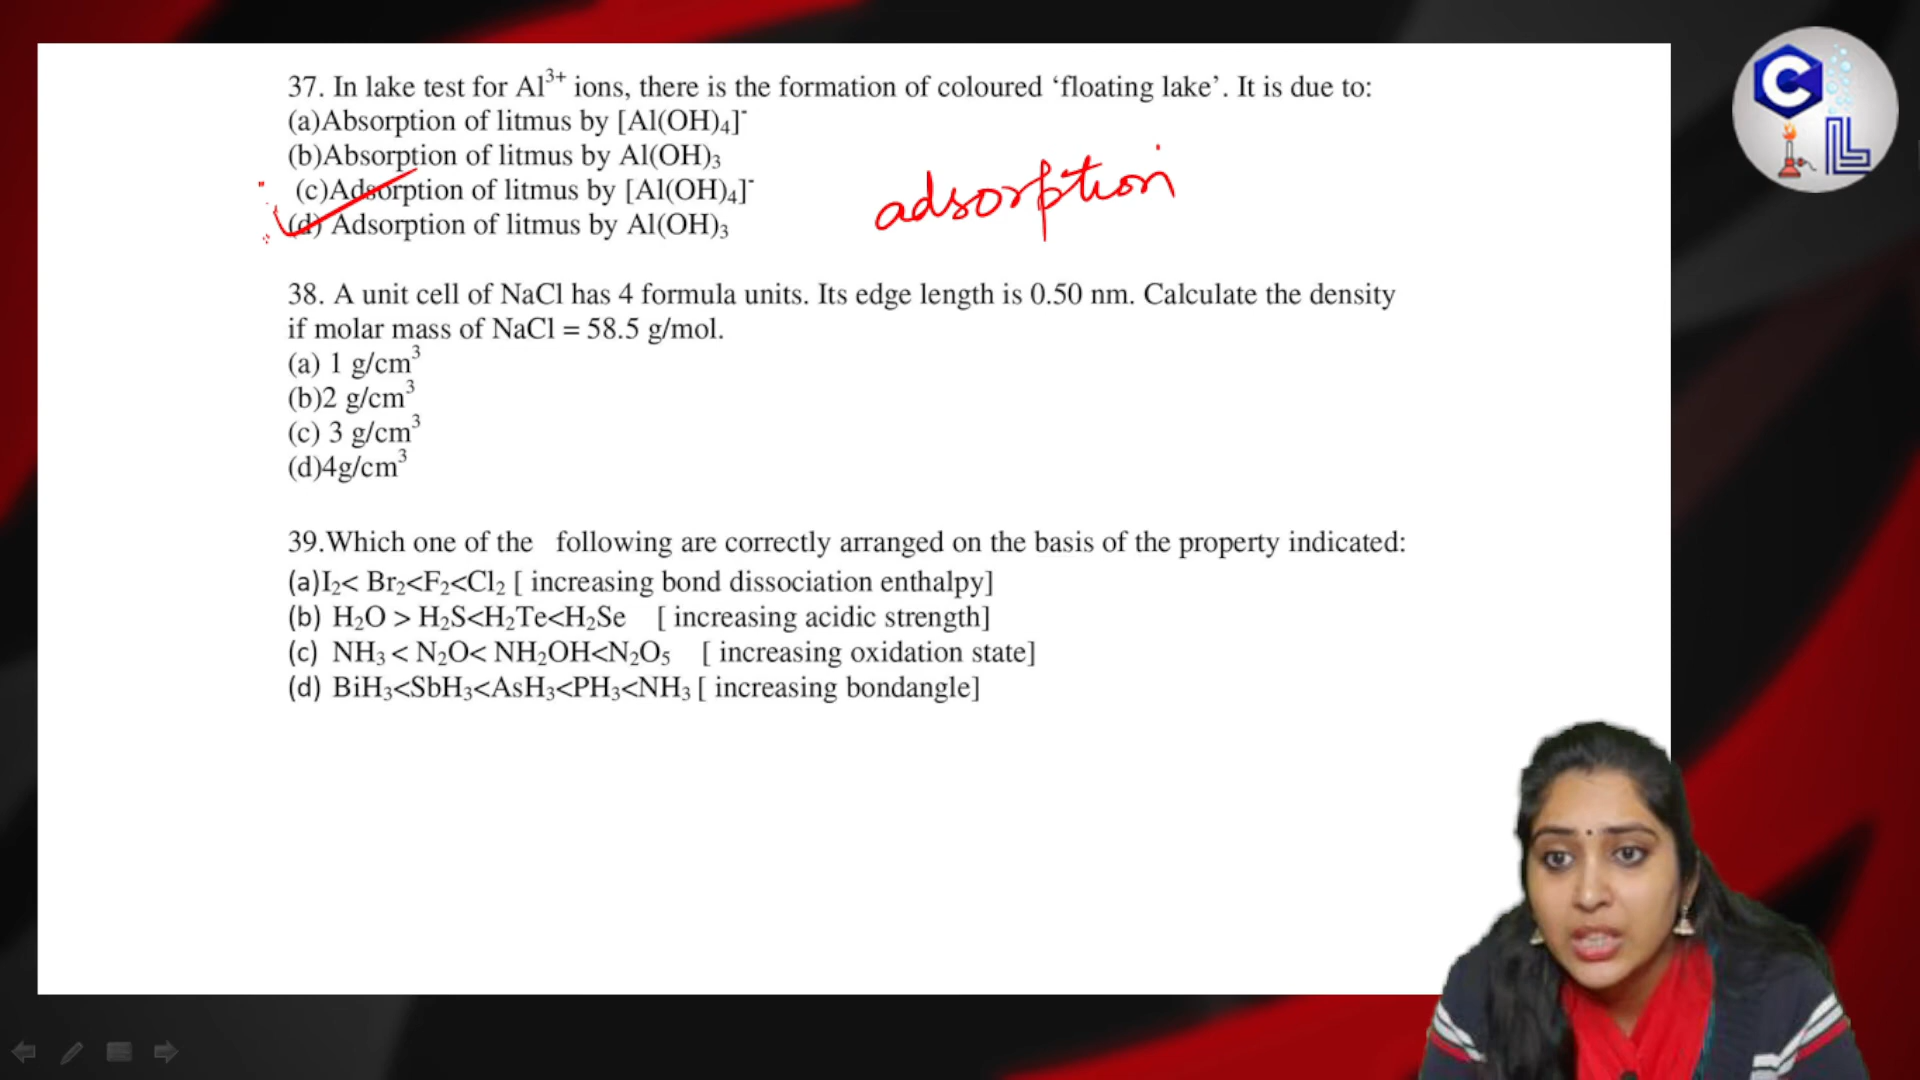 37. In lake test for Al³⁺ ions, there is the formation of coloured ‘floating lake’. It is due to:
(a)Absorption of litmus by [Al(OH)₄]⁻
(b)Absorption of litmus by Al(OH)₃
(c)Adsorption of litmus by [Al(OH)₄]⁻
(d) Adsorption of litmus by Al(OH)₃
adsorption
38. A unit cell of NaCl has 4 formula units. Its edge length is 0.50 nm. Calculate the density
if molar mass of NaCl = 58.5 g/mol.
(a) 1 g/cm³
(b)2 g/cm³
(c) 3 g/cm³
(d)4g/cm³
39.Which one of the following are correctly arranged on the basis of the property indicated:
(a)I₂< Br₂<F₂<Cl₂ [ increasing bond dissociation enthalpy]
(b) H₂O > H₂S<H₂Te<H₂Se [ increasing acidic strength]
(c) NH₃ < N₂O< NH₂OH<N₂O₅ [ increasing oxidation state]
(d) BiH₃<SbH₃<AsH₃<PH₃<NH₃ [ increasing bondangle]
C
L